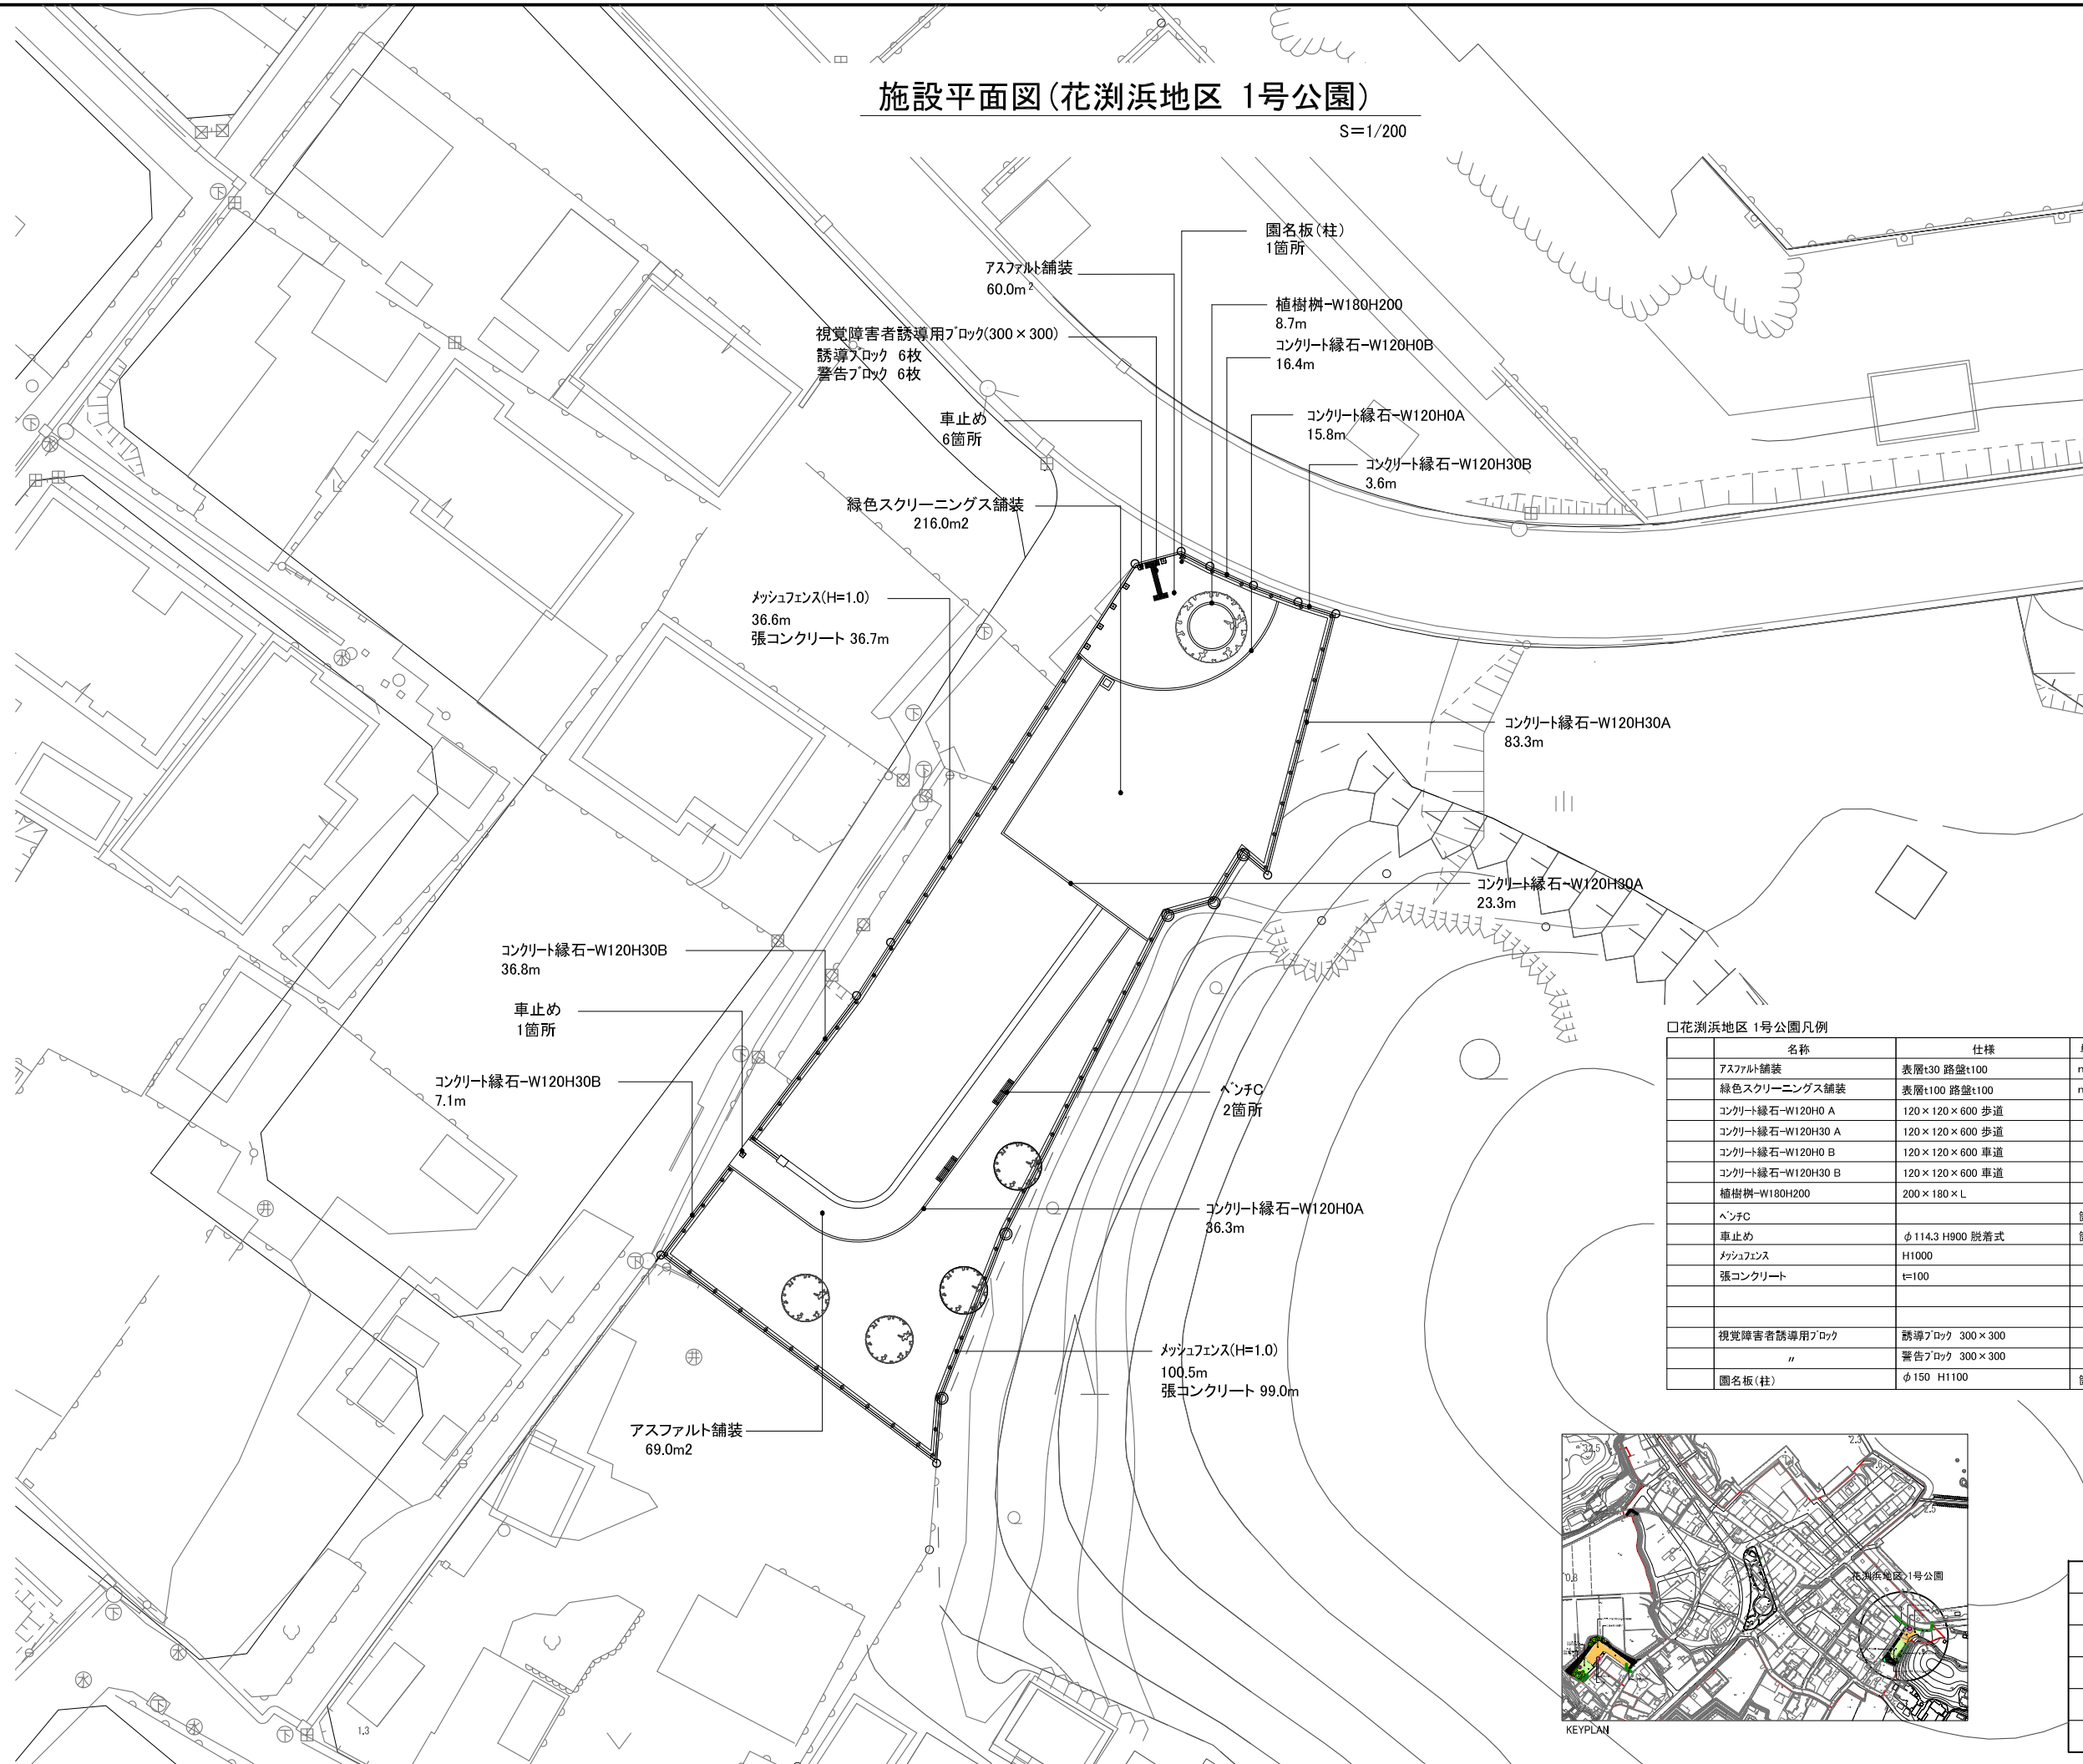 施設平面図(花渕浜地区 1号公園)
S=1/200
園名板(柱)
1箇所
アスファルト舗装
60.0m²
植樹桝-W180H200
8.7m
視覚障害者誘導用ブロック(300×300)
誘導ブロック 6枚
警告ブロック 6枚
コンクリート縁石-W120H0B
16.4m
車止め
6箇所
コンクリート縁石-W120H0A
15.8m
コンクリート縁石-W120H30B
3.6m
緑色スクリーニングス舗装
216.0m2
メッシュフェンス(H=1.0)
36.6m
張コンクリート 36.7m
コンクリート縁石-W120H30A
83.3m
コンクリート縁石-W120H30A
23.3m
コンクリート縁石-W120H30B
36.8m
車止め
1箇所
コンクリート縁石-W120H30B
7.1m
ベンチC
2箇所
コンクリート縁石-W120H0A
36.3m
メッシュフェンス(H=1.0)
100.5m
張コンクリート 99.0m
アスファルト舗装
69.0m2
口花渕浜地区 1号公園凡例
名称 仕様
アスファルト舗装 表層t30 路盤t100
緑色スクリーニングス舗装 表層t100 路盤t100
コンクリート縁石-W120H0 A 120×120×600 歩道
コンクリート縁石-W120H30 A 120×120×600 歩道
コンクリート縁石-W120H0 B 120×120×600 車道
コンクリート縁石-W120H30 B 120×120×600 車道
植樹桝-W180H200 200×180×L
ベンチC
車止め φ114.3 H900 脱着式
メッシュフェンス H1000
張コンクリート t=100
視覚障害者誘導用ブロック 誘導ブロック 300×300
〃 警告ブロック 300×300
園名板(柱) φ150 H1100
花渕浜地区 1号公園
KEYPLAN
1.3